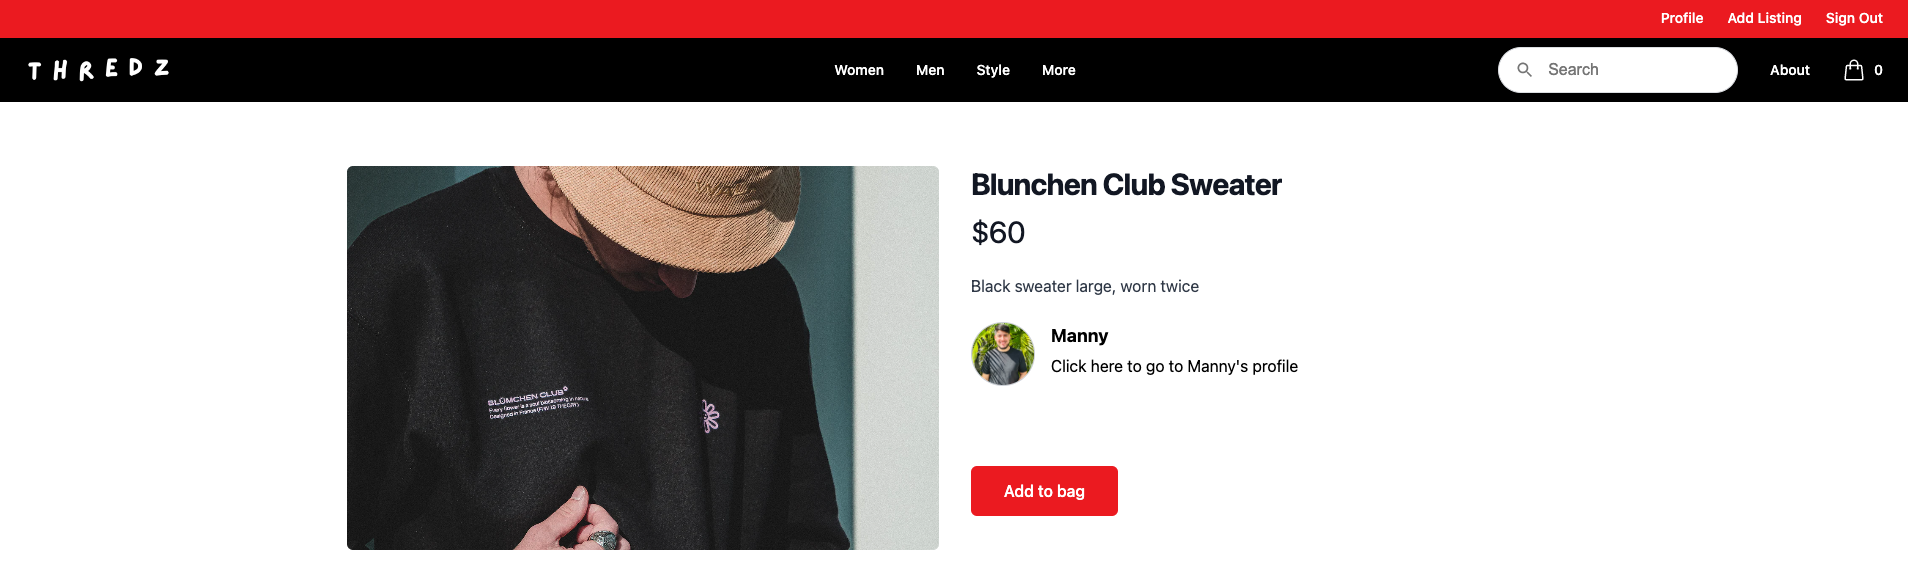 Profile Add Listing Sign Out
THREDZ Women Men Style More Search About 0
Blunchen Club Sweater
$60
Black sweater large, worn twice
Manny
Click here to go to Manny's profile
Add to bag
BLÜMCHEN CLUB
Every flower is a soul blossoming in nature
Designed in France (FW/